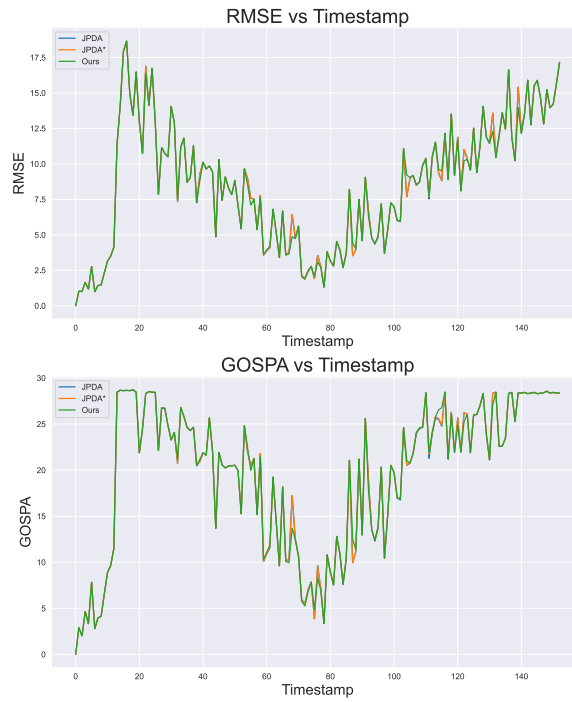 RMSE vs Timestamp
JPDA
JPDA*
Ours
RMSE
17.5
15.0
12.5
10.0
7.5
5.0
2.5
0.0
0 20 40 60 80 100 120 140
Timestamp
GOSPA vs Timestamp
JPDA
JPDA*
Ours
GOSPA
30
25
20
15
10
5
0
0 20 40 60 80 100 120 140
Timestamp